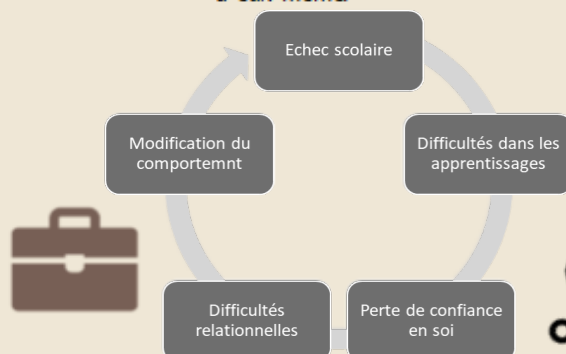 Echec scolaire
Difficultés dans les
apprentissages
Perte de confiance
en soi
Difficultés
relationnelles
Modification du
comportemnt